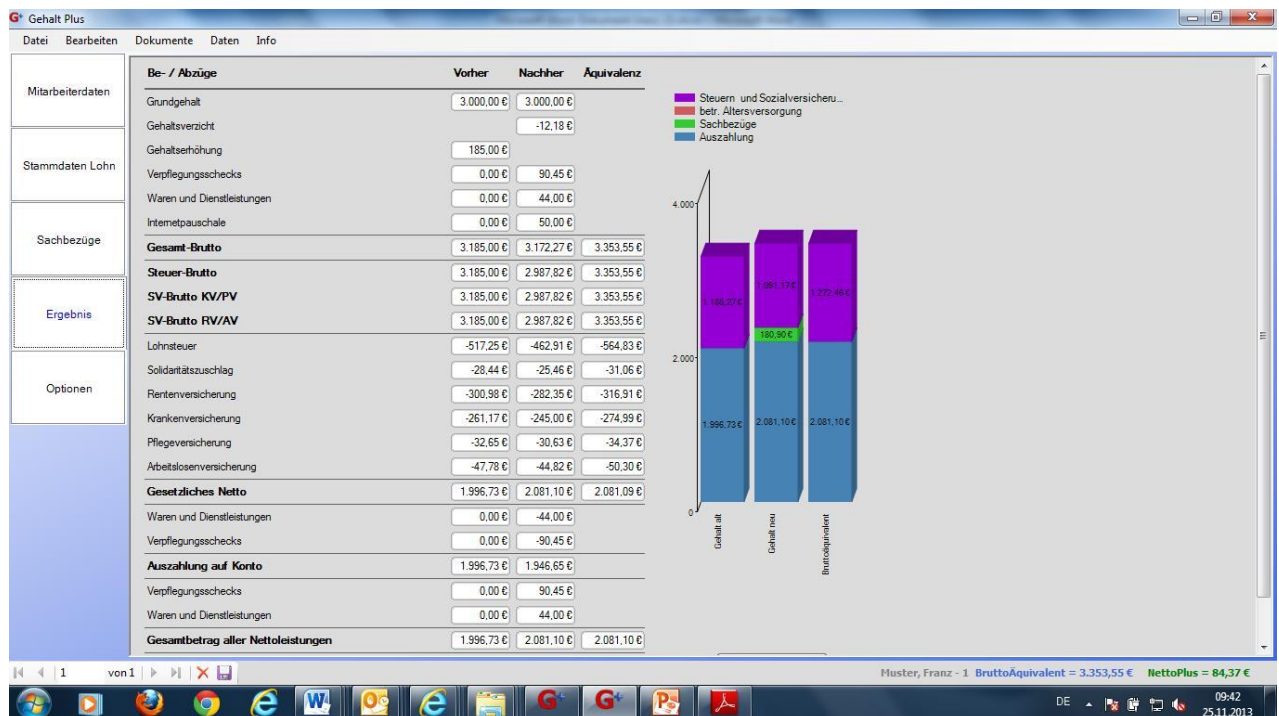 Gehalt Plus
Datei Bearbeiten Dokumente Daten Info
Mitarbeiterdaten
Stammdaten Lohn
Sachbezüge
Ergebnis
Optionen
Be- / Abzüge Vorher Nachher Äquivalenz
Grundgehalt 3.000,00 € 3.000,00 €
Gehaltsverzicht -12,18 €
Gehaltserhöhung 185,00 €
Verpflegungsschecks 0,00 € 90,45 €
Waren und Dienstleistungen 0,00 € 44,00 €
Internetpauschale 0,00 € 50,00 €
Gesamt-Brutto 3.185,00 € 3.172,27 € 3.353,55 €
Steuer-Brutto 3.185,00 € 2.987,82 € 3.353,55 €
SV-Brutto KV/PV 3.185,00 € 2.987,82 € 3.353,55 €
SV-Brutto RV/AV 3.185,00 € 2.987,82 € 3.353,55 €
Lohnsteuer -517,25 € -462,91 € -564,83 €
Solidaritätszuschlag -28,44 € -25,46 € -31,06 €
Rentenversicherung -300,98 € -282,35 € -316,91 €
Krankenversicherung -261,17 € -245,00 € -274,99 €
Pflegeversicherung -32,65 € -30,63 € -34,37 €
Arbeitslosenversicherung -47,78 € -44,82 € -50,30 €
Gesetzliches Netto 1.996,73 € 2.081,10 € 2.081,09 €
Waren und Dienstleistungen 0,00 € -44,00 €
Verpflegungsschecks 0,00 € -90,45 €
Auszahlung auf Konto 1.996,73 € 1.946,65 €
Verpflegungsschecks 0,00 € 90,45 €
Waren und Dienstleistungen 0,00 € 44,00 €
Gesamtbetrag aller Nettoleistungen 1.996,73 € 2.081,10 € 2.081,10 €
Steuern und Sozialversicheru...
betr. Altersversorgung
Sachbezüge
Auszahlung
4.000
2.000
0
1.091,17 €
1.272,46 €
180,90 €
1.996,73 € 2.081,10 € 2.081,10 €
Gehalt alt
Gehalt neu
Bruttoäquivalent
1 von 1
Muster, Franz - 1 BruttoÄquivalent = 3.353,55 € NettoPlus = 84,37 €
DE
09:42
25.11.2013